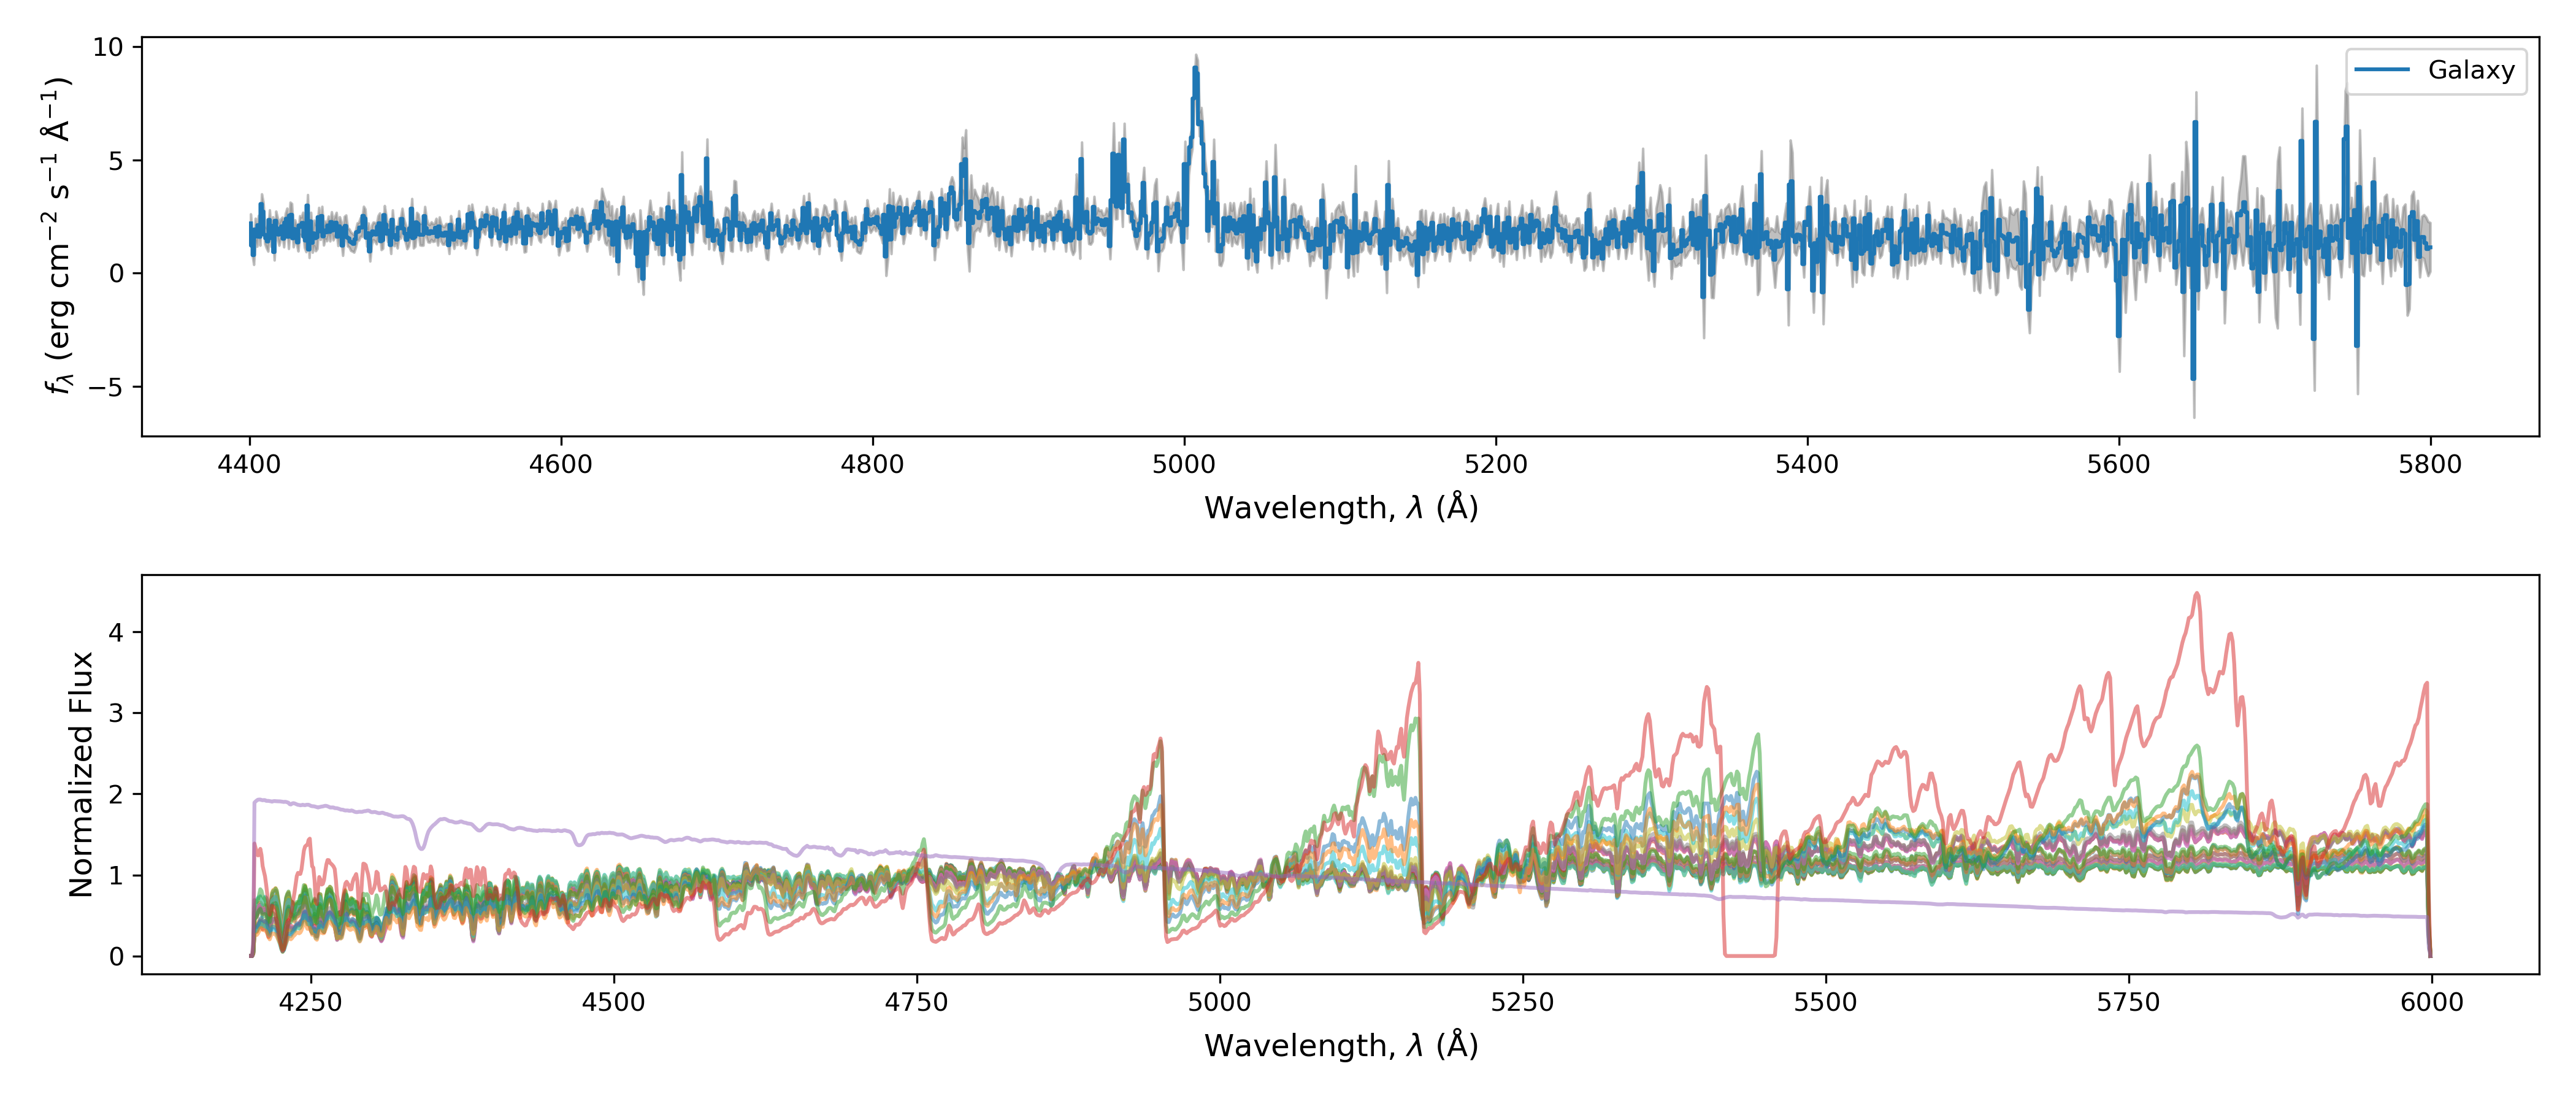 10
5
0
−5
fλ (erg cm⁻² s⁻¹ Å⁻¹)
Galaxy
4400 4600 4800 5000 5200 5400 5600 5800
Wavelength, λ (Å)
4
3
2
1
0
Normalized Flux
4250 4500 4750 5000 5250 5500 5750 6000
Wavelength, λ (Å)